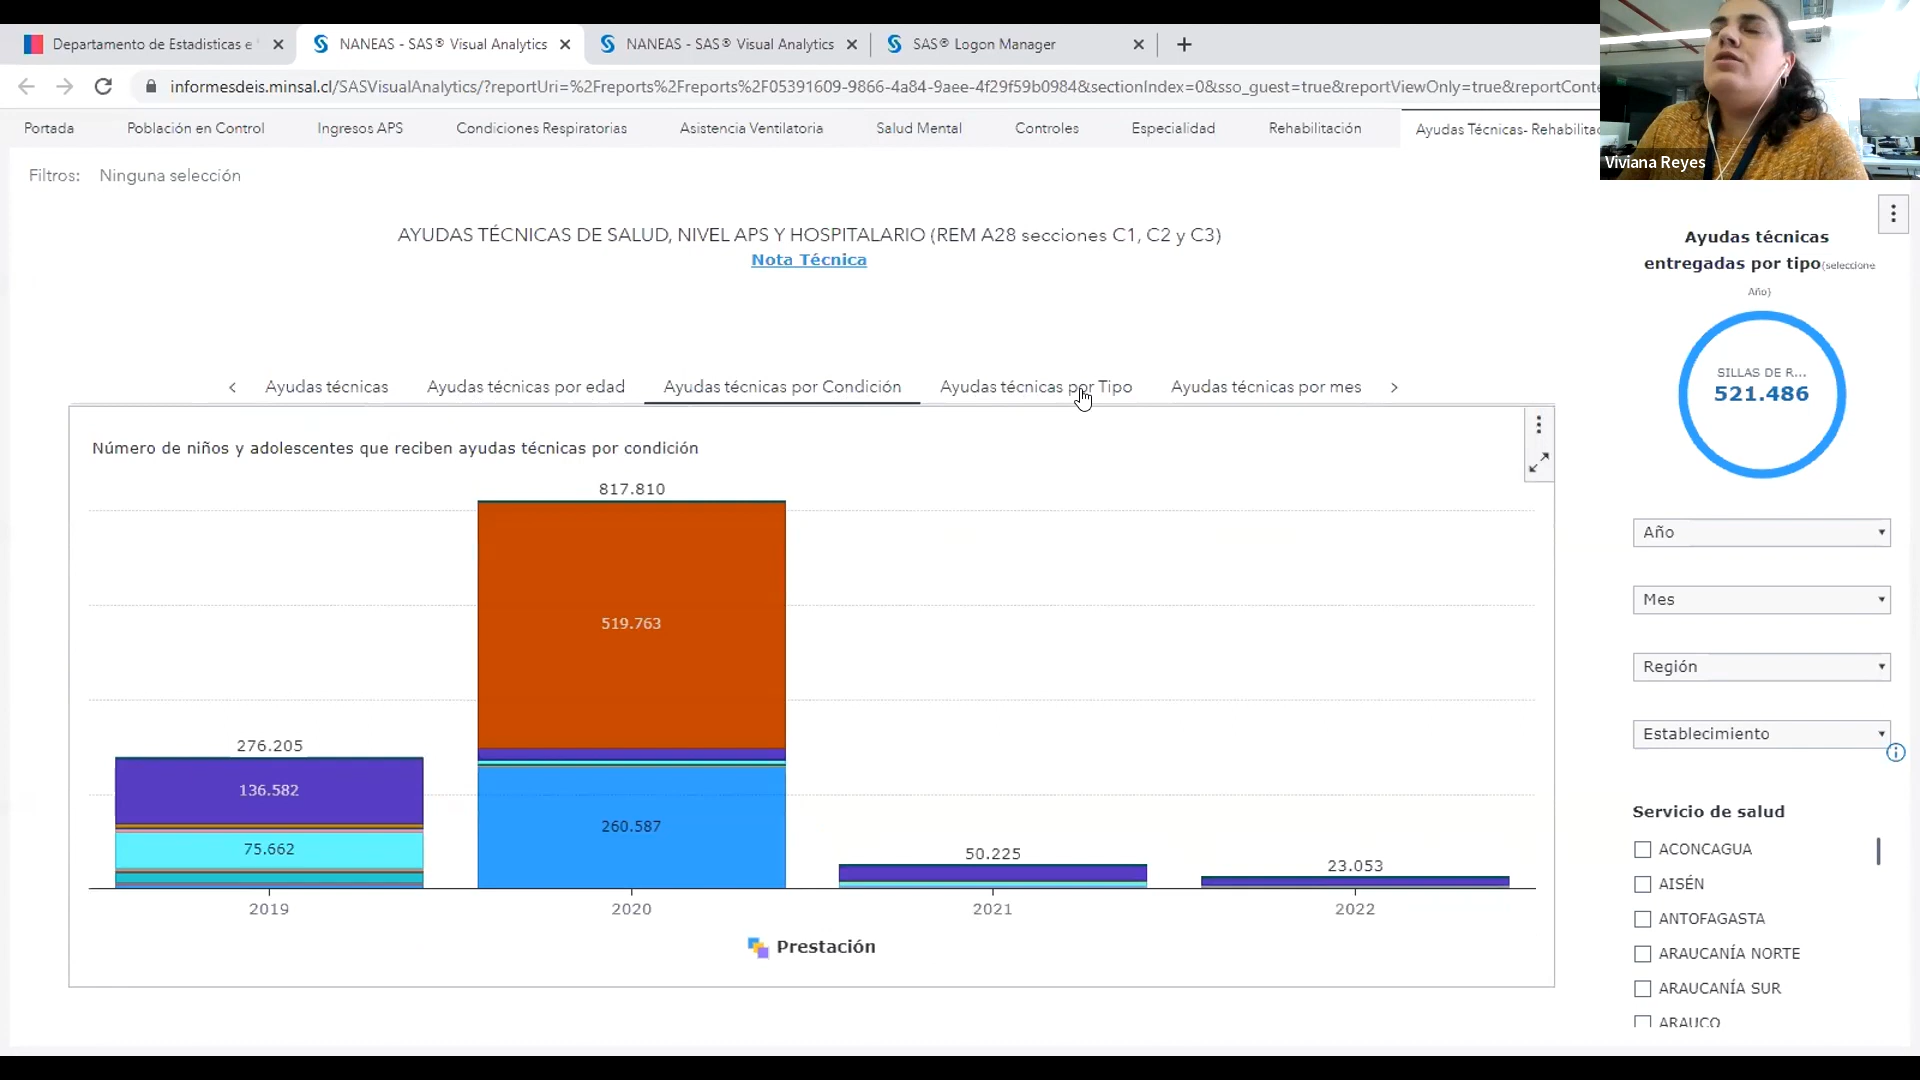 Departamento de Estadisticas e
NANEAS - SAS® Visual Analytics
NANEAS - SAS® Visual Analytics
SAS® Logon Manager
informesdeis.minsal.cl/SASVisualAnalytics/?reportUri=%2Freports%2Freports%2F05391609-9866-4a84-9aee-4f29f59b0984&sectionIndex=0&sso_guest=true&reportViewOnly=true&reportConte
Viviana Reyes
Portada
Población en Control
Ingresos APS
Condiciones Respiratorias
Asistencia Ventilatoria
Salud Mental
Controles
Especialidad
Rehabilitación
Ayudas Técnicas- Rehabilitac
Filtros: Ninguna selección
AYUDAS TÉCNICAS DE SALUD, NIVEL APS Y HOSPITALARIO (REM A28 secciones C1, C2 y C3)
Nota Técnica
Ayudas técnicas
Ayudas técnicas por edad
Ayudas técnicas por Condición
Ayudas técnicas por Tipo
Ayudas técnicas por mes
Número de niños y adolescentes que reciben ayudas técnicas por condición
817.810
519.763
276.205
136.582
260.587
75.662
50.225
23.053
2019
2020
2021
2022
Prestación
Ayudas técnicas
entregadas por tipo(seleccione
Año)
SILLAS DE R...
521.486
Año
Mes
Región
Establecimiento
Servicio de salud
ACONCAGUA
AISÉN
ANTOFAGASTA
ARAUCANÍA NORTE
ARAUCANÍA SUR
ARAUCO